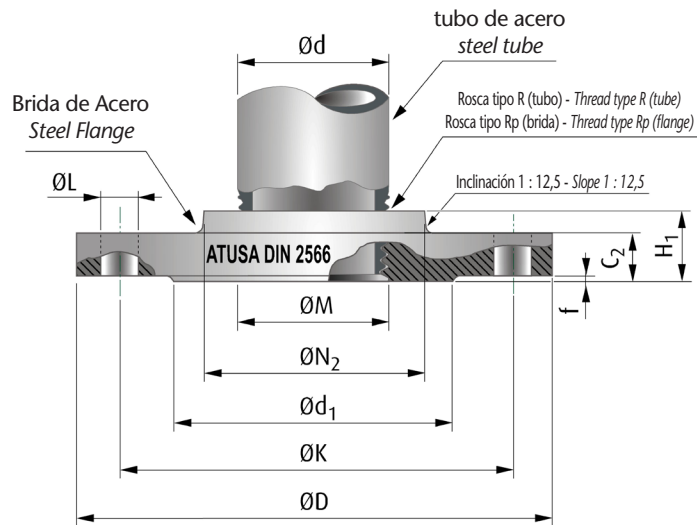 tubo de acero
steel tube
Ød
Brida de Acero
Steel Flange
Rosca tipo R (tubo) - Thread type R (tube)
Rosca tipo Rp (brida) - Thread type Rp (flange)
ØL
Inclinación 1 : 12,5 - Slope 1 : 12,5
ATUSA DIN 2566
C₂
H₁
f
ØM
ØN₂
Ød₁
ØK
ØD